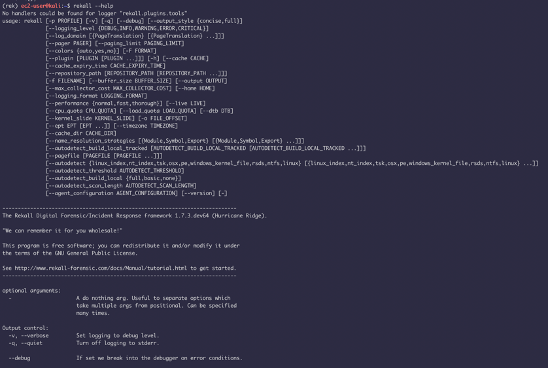 (rek) ec2-user@kali:~$ rekall --help
No handlers could be found for logger "rekall.plugins.tools"
usage: rekall [-p PROFILE] [-v] [-q] [--debug] [--output_style {concise,full}]
[--logging_level {DEBUG,INFO,WARNING,ERROR,CRITICAL}]
[--log_domain [{PageTranslation} [{PageTranslation} ...]]]
[--pager PAGER] [--paging_limit PAGING_LIMIT]
[--colors {auto,yes,no}] [-F FORMAT]
[--plugin [PLUGIN [PLUGIN ...]]] [-h] [--cache CACHE]
[--cache_expiry_time CACHE_EXPIRY_TIME]
[--repository_path [REPOSITORY_PATH [REPOSITORY_PATH ...]]]
[-f FILENAME] [--buffer_size BUFFER_SIZE] [--output OUTPUT]
[--max_collector_cost MAX_COLLECTOR_COST] [--home HOME]
[--logging_format LOGGING_FORMAT]
[--performance {normal,fast,thorough}] [--live LIVE]
[--cpu_quota CPU_QUOTA] [--load_quota LOAD_QUOTA] [--dtb DTB]
[--kernel_slide KERNEL_SLIDE] [-o FILE_OFFSET]
[--ept EPT [EPT ...]] [--timezone TIMEZONE]
[--cache_dir CACHE_DIR]
[--name_resolution_strategies [{Module,Symbol,Export} [{Module,Symbol,Export} ...]]]
[--autodetect_build_local_tracked [AUTODETECT_BUILD_LOCAL_TRACKED [AUTODETECT_BUILD_LOCAL_TRACKED ...]]]
[--pagefile [PAGEFILE [PAGEFILE ...]]]
[--autodetect {linux_index,nt_index,tsk,osx,pe,windows_kernel_file,rsds,ntfs,linux} [{linux_index,nt_index,tsk,osx,pe,windows_kernel_file,rsds,ntfs,linux} ...]]
[--autodetect_threshold AUTODETECT_THRESHOLD]
[--autodetect_build_local {full,basic,none}]
[--autodetect_scan_length AUTODETECT_SCAN_LENGTH]
[--agent_configuration AGENT_CONFIGURATION] [--version] [-]
------------------------------------------------------------------------------
The Rekall Digital Forensic/Incident Response framework 1.7.3.dev64 (Hurricane Ridge).
"We can remember it for you wholesale!"
This program is free software; you can redistribute it and/or modify it under
the terms of the GNU General Public License.
See http://www.rekall-forensic.com/docs/Manual/tutorial.html to get started.
------------------------------------------------------------------------------
optional arguments:
- A do nothing arg. Useful to separate options which
take multiple args from positional. Can be specified
many times.
Output control:
-v, --verbose Set logging to debug level.
-q, --quiet Turn off logging to stderr.
--debug If set we break into the debugger on error conditions.